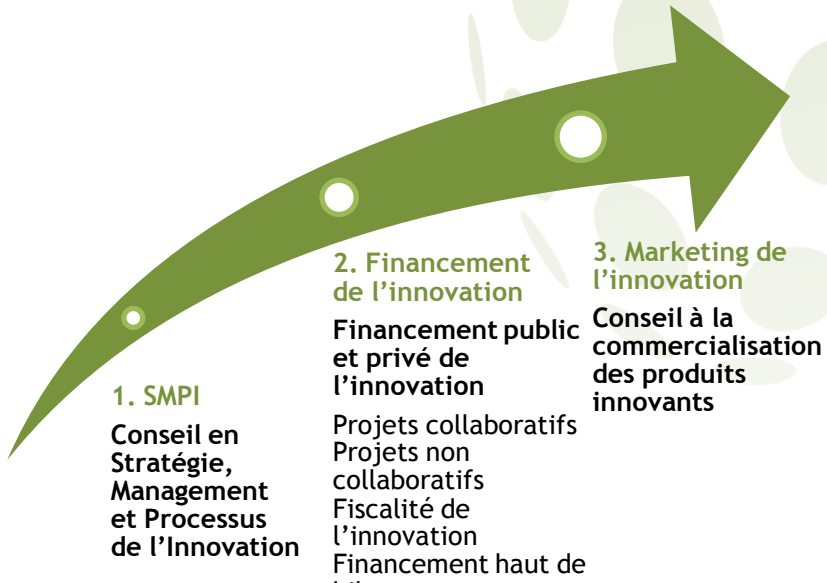 1. SMPI
Conseil en
Stratégie,
Management
et Processus
de l’Innovation
2. Financement
de l’innovation
Financement public
et privé de
l’innovation
Projets collaboratifs
Projets non
collaboratifs
Fiscalité de
l’innovation
Financement haut de
3. Marketing de
l’innovation
Conseil à la
commercialisation
des produits
innovants